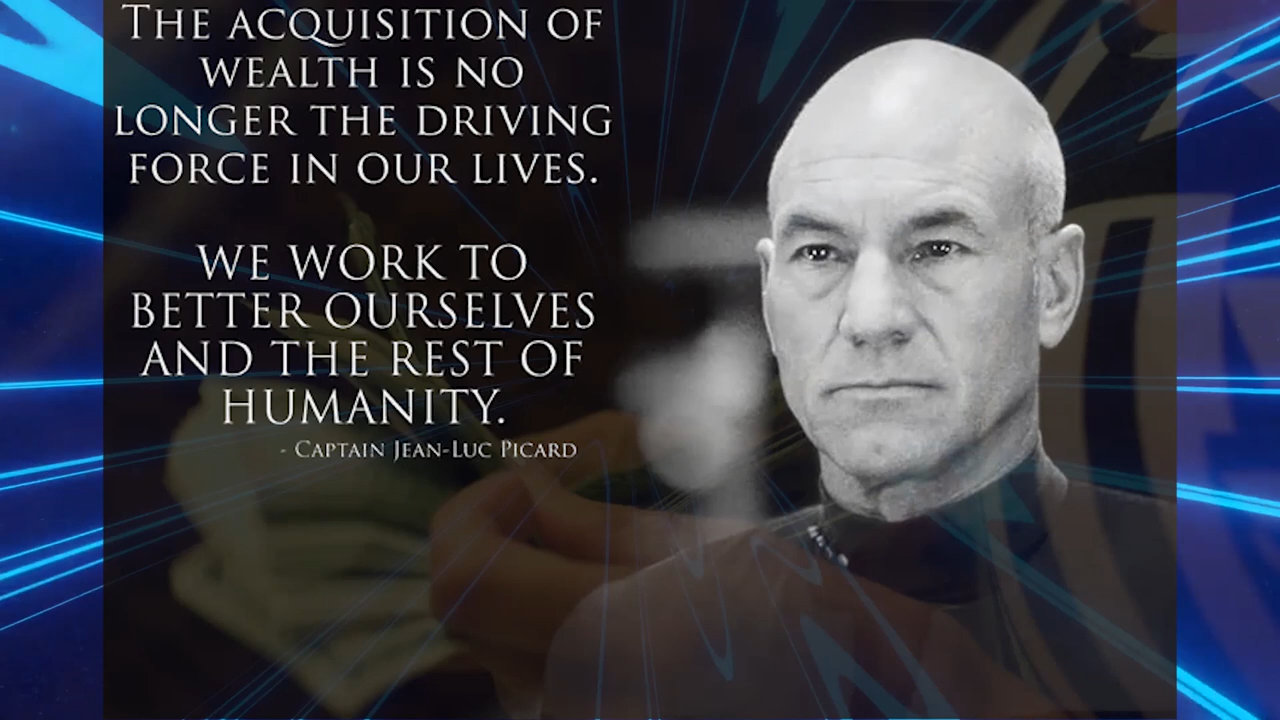 THE ACQUISITION OF
WEALTH IS NO
LONGER THE DRIVING
FORCE IN OUR LIVES.
WE WORK TO
BETTER OURSELVES
AND THE REST OF
HUMANITY.
- CAPTAIN JEAN-LUC PICARD